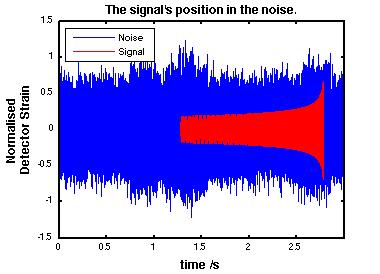 The signal's position in the noise.
Noise
Signal
Normalised
Detector Strain
1.5
1
0.5
0
-0.5
-1
-1.5
0 0.5 1 1.5 2 2.5
time /s